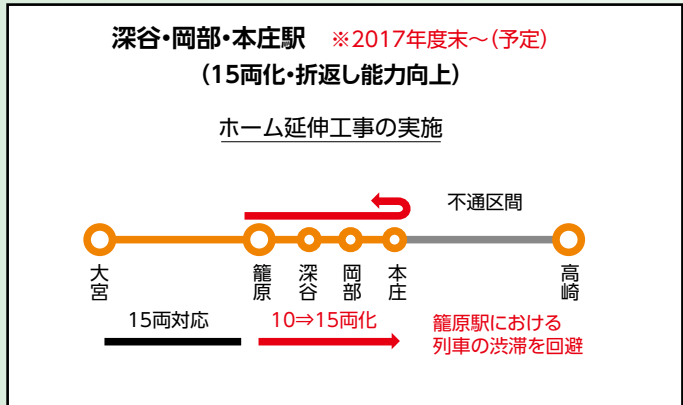 深谷・岡部・本庄駅 ※2017年度末～(予定)
(15両化・折返し能力向上)
ホーム延伸工事の実施
不通区間
大宮
籠原
深谷
岡部
本庄
高崎
15両対応
10⇒15両化
籠原駅における
列車の渋滞を回避